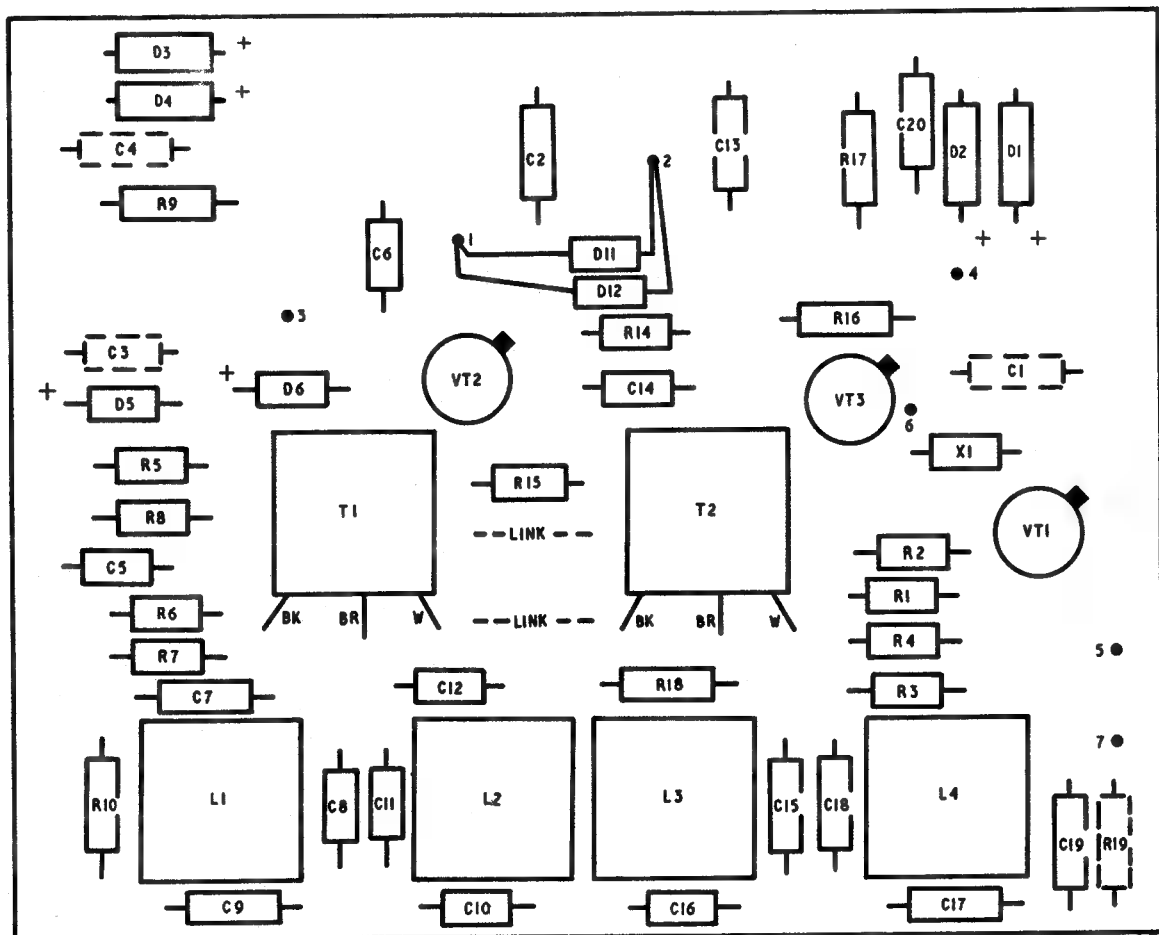 D3 +
D4 +
C4
R9
C2
C13
R17
C20
D2
D1
+ +
2
1
C6
D11
D12
4
3
R14
R16
C3
VT2
C1
+ D5
+ D6
C14
VT3
6
X1
R5
R15
T1
T2
R8
LINK
VT1
C5
R2
R6
R1
BK BR W
LINK
BK BR W
R7
R4
5
C7
C12
R18
R3
7
R10
L1
C8
C11
L2
L3
C15
C18
L4
C19
R19
C9
C10
C16
C17